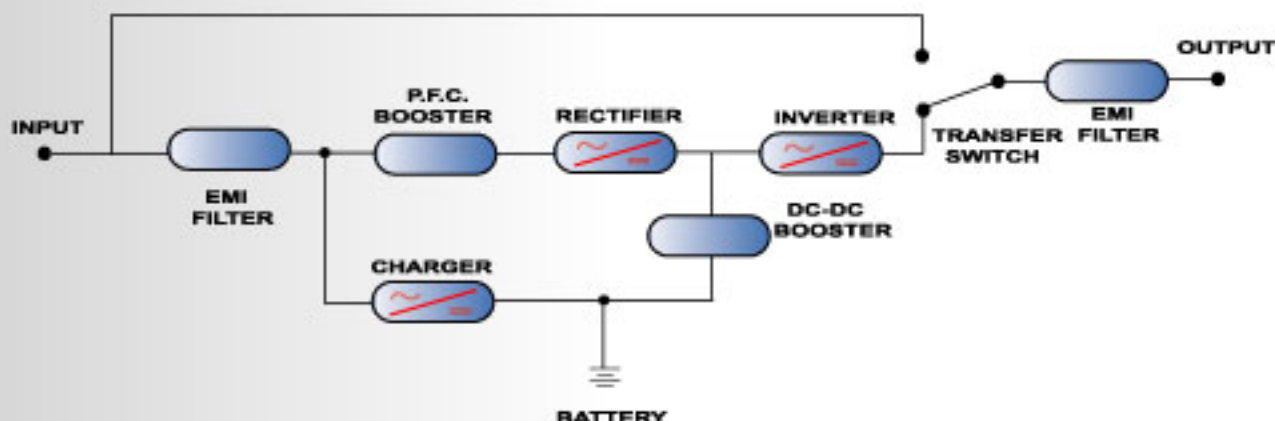 OUTPUT
P.F.C.
BOOSTER
RECTIFIER
INVERTER
EMI
FILTER
TRANSFER
SWITCH
INPUT
EMI
FILTER
DC-DC
BOOSTER
CHARGER
BATTERY